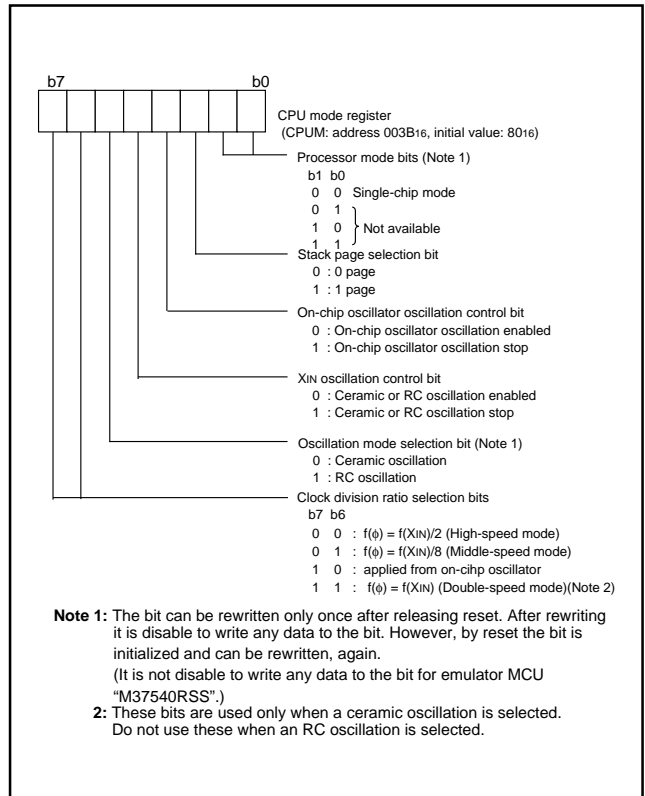 b7 b0
CPU mode register
(CPUM: address 003B16, initial value: 8016)
Processor mode bits (Note 1)
b1 b0
0 0 Single-chip mode
0 1
1 0 Not available
1 1
Stack page selection bit
0 : 0 page
1 : 1 page
On-chip oscillator oscillation control bit
0 : On-chip oscillator oscillation enabled
1 : On-chip oscillator oscillation stop
XIN oscillation control bit
0 : Ceramic or RC oscillation enabled
1 : Ceramic or RC oscillation stop
Oscillation mode selection bit (Note 1)
0 : Ceramic oscillation
1 : RC oscillation
Clock division ratio selection bits
b7 b6
0 0 : f(φ) = f(XIN)/2 (High-speed mode)
0 1 : f(φ) = f(XIN)/8 (Middle-speed mode)
1 0 : applied from on-cihp oscillator
1 1 : f(φ) = f(XIN) (Double-speed mode)(Note 2)
Note 1: The bit can be rewritten only once after releasing reset. After rewriting
it is disable to write any data to the bit. However, by reset the bit is
initialized and can be rewritten, again.
(It is not disable to write any data to the bit for emulator MCU
“M37540RSS”.)
2: These bits are used only when a ceramic oscillation is selected.
Do not use these when an RC oscillation is selected.